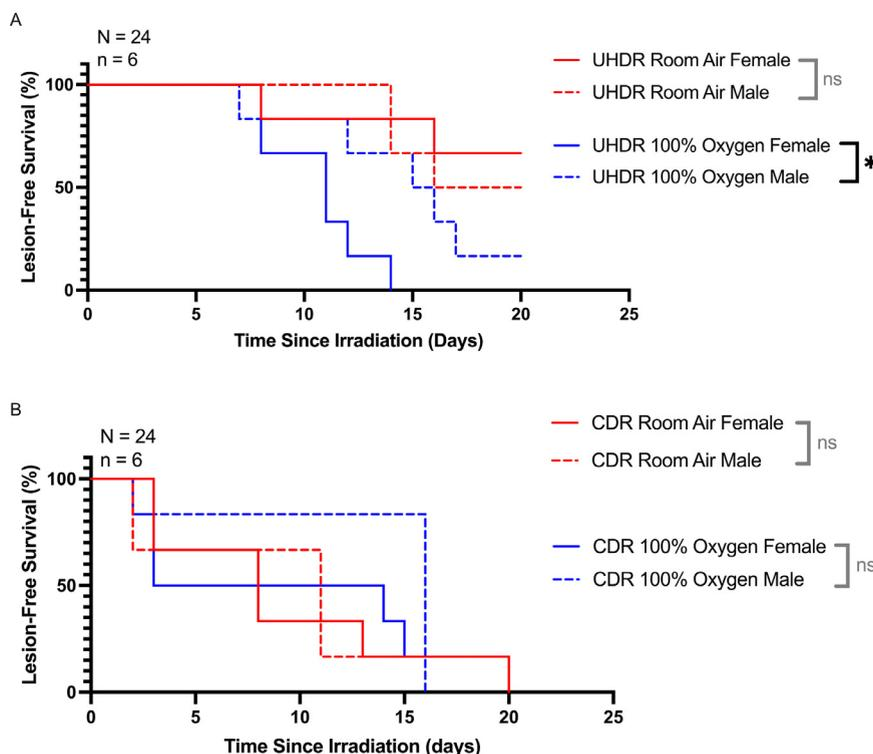 A
N = 24
n = 6
Lesion-Free Survival (%)
100
50
0
0 5 10 15 20 25
Time Since Irradiation (Days)
UHDR Room Air Female
UHDR Room Air Male
ns
UHDR 100% Oxygen Female
UHDR 100% Oxygen Male
*
B
N = 24
n = 6
Lesion-Free Survival (%)
100
50
0
0 5 10 15 20 25
Time Since Irradiation (days)
CDR Room Air Female
CDR Room Air Male
ns
CDR 100% Oxygen Female
CDR 100% Oxygen Male
ns